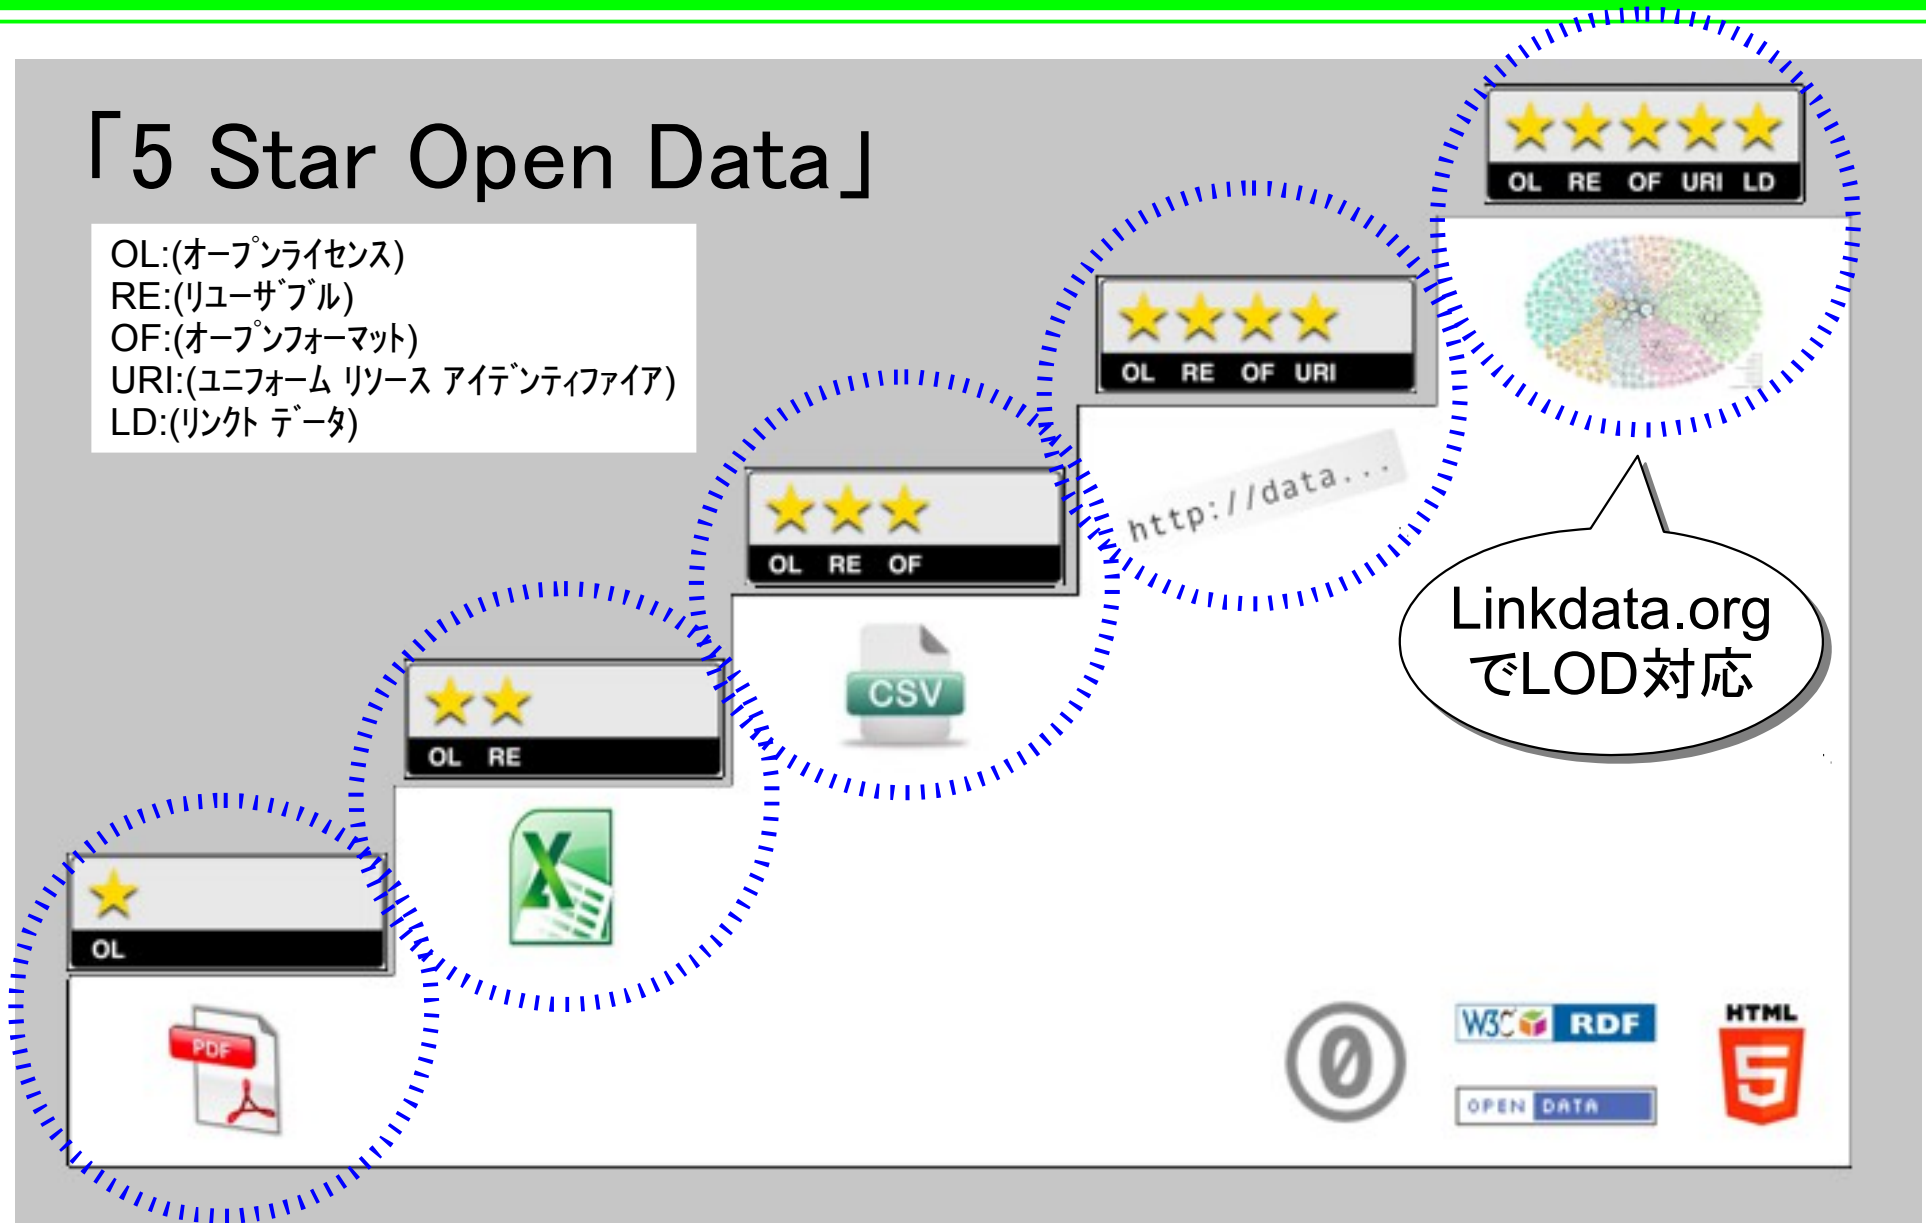 「5 Star Open Data」
OL:(ｵｰﾌﾟﾝﾗｲｾﾝｽ)
RE:(ﾘﾕｰｻﾞﾌﾞﾙ)
OF:(ｵｰﾌﾟﾝﾌｫｰﾏｯﾄ)
URI:(ﾕﾆﾌｫｰﾑ ﾘｿｰｽ ｱｲﾃﾞﾝﾃｨﾌｧｲｱ)
LD:(ﾘﾝｸﾄ ﾃﾞｰﾀ)
OL RE OF URI LD
OL RE OF URI
http://data...
OL RE OF
CSV
Linkdata.org
でLOD対応
OL RE
X
OL
PDF
0
W3C RDF
OPEN DATA
HTML
5